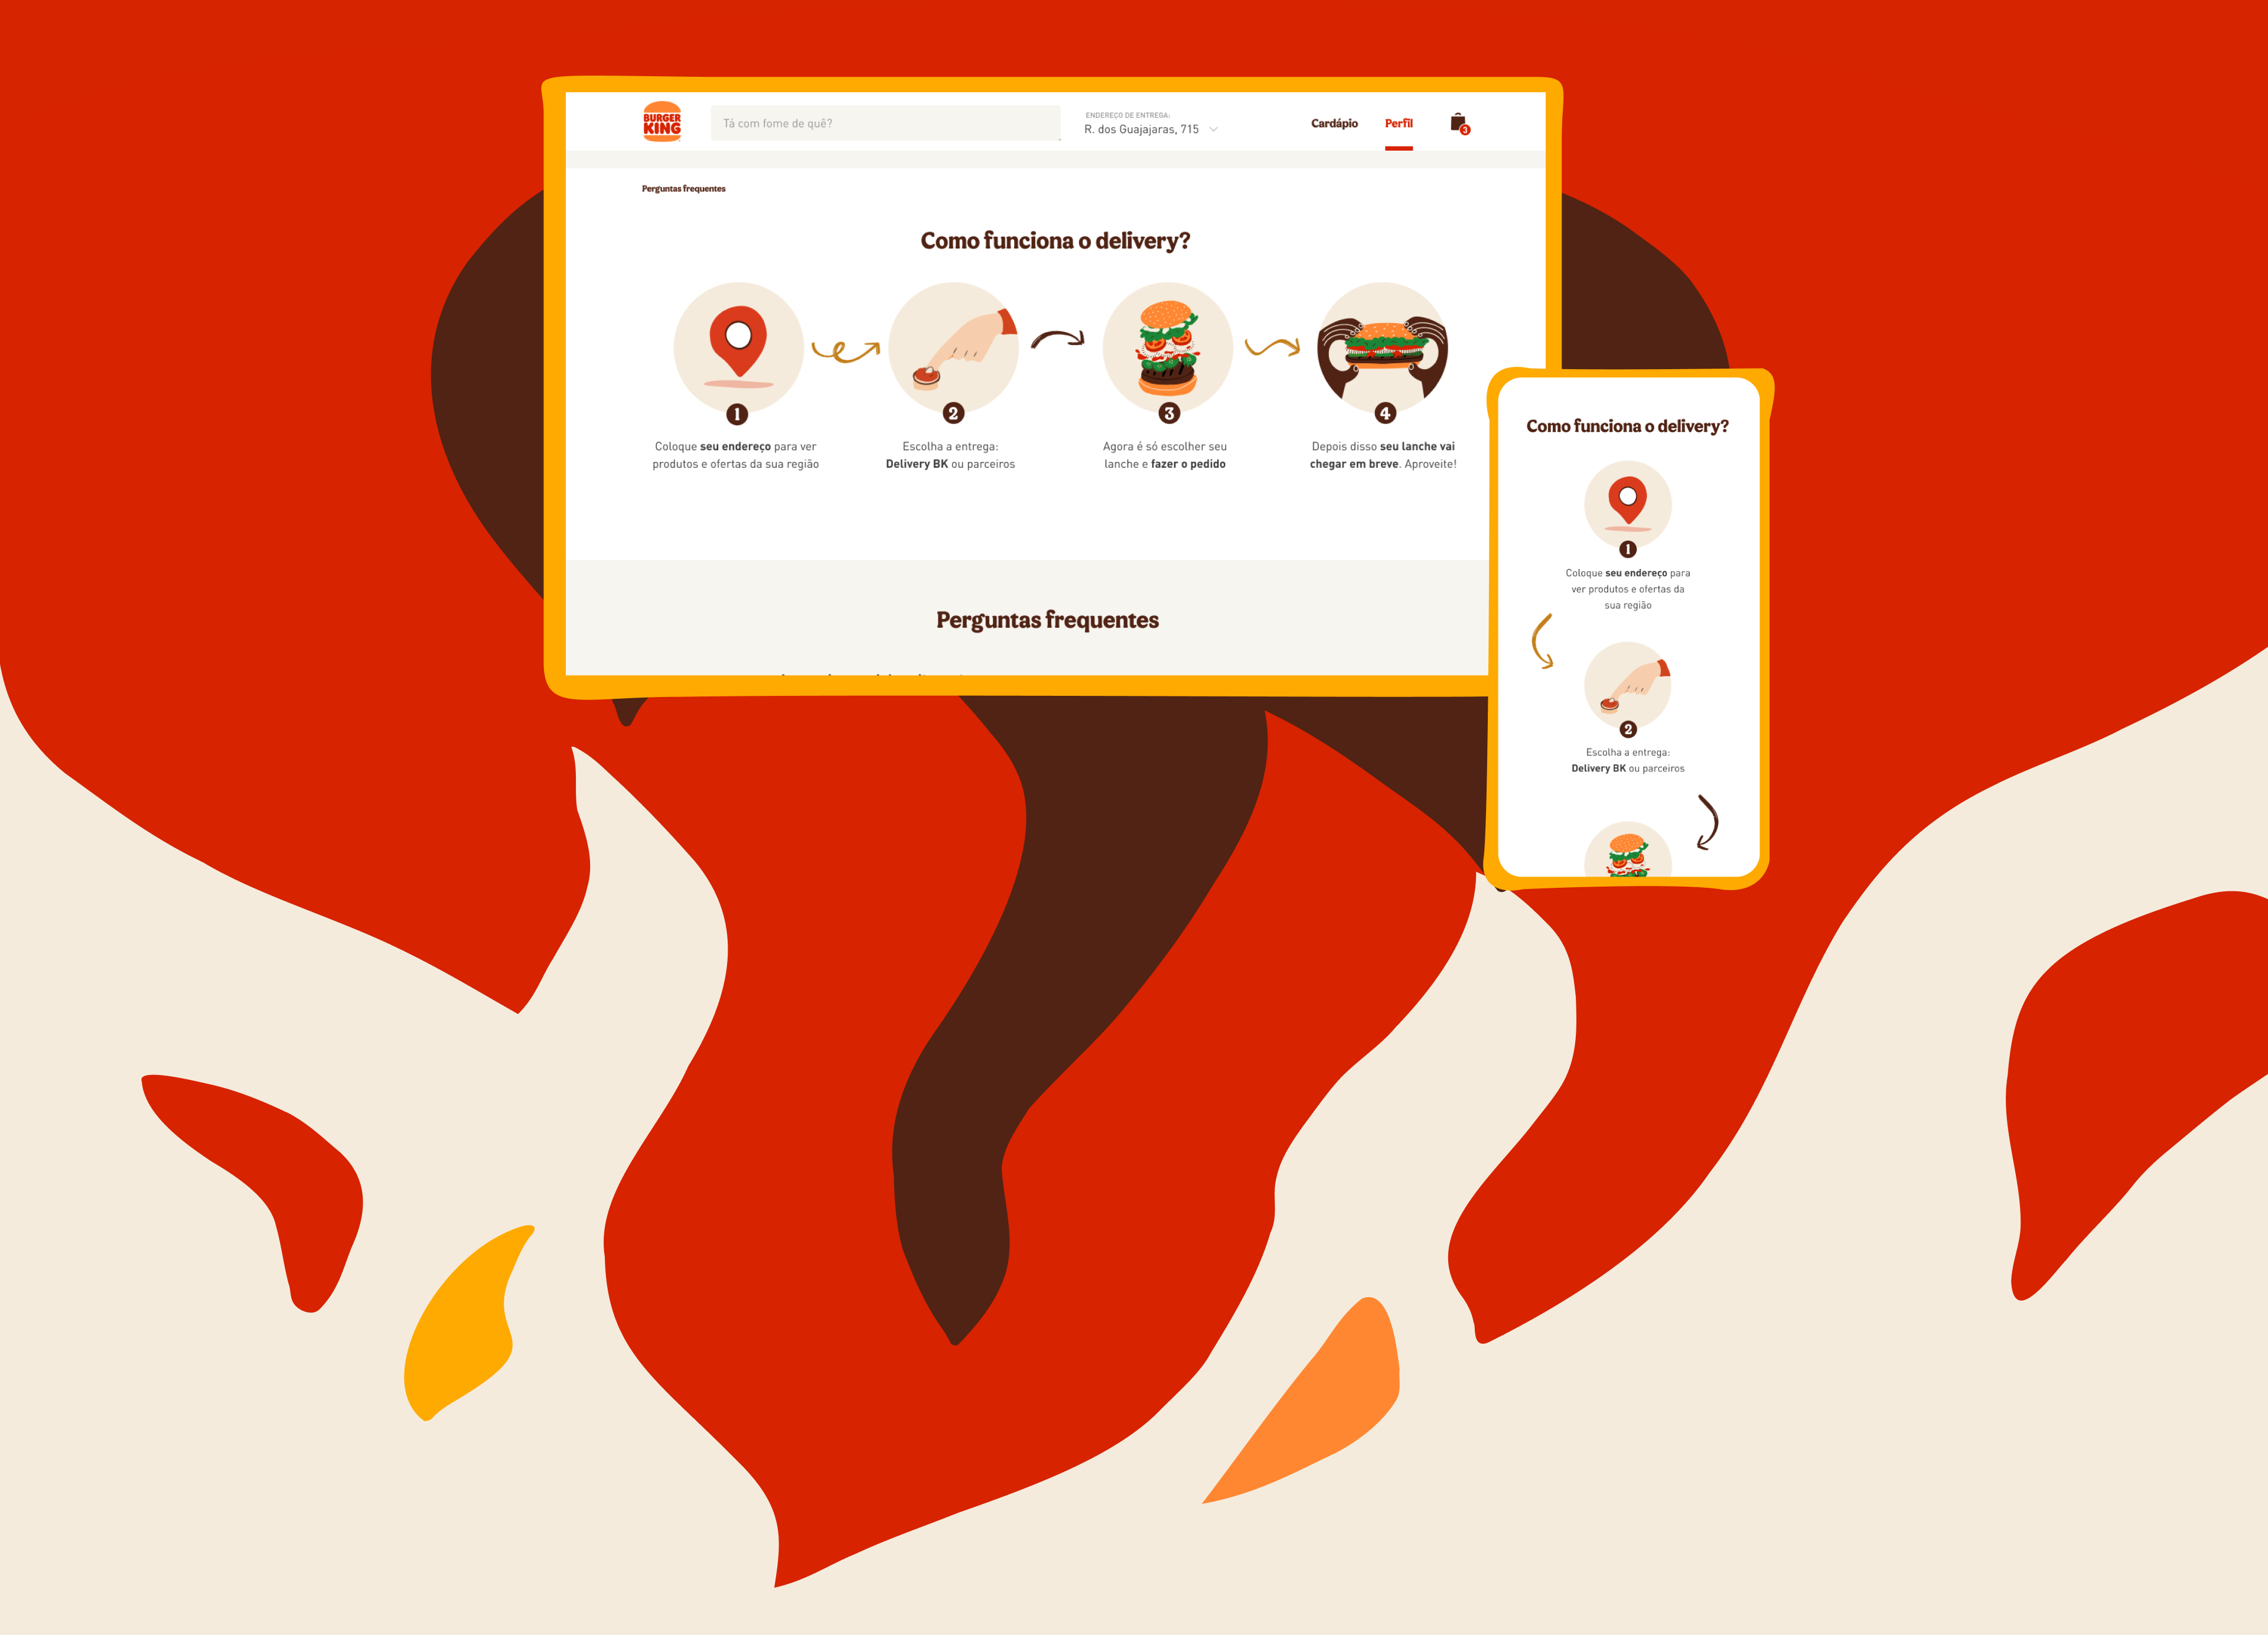 BURGER
KING
Tá com fome de quê?
ENDEREÇO DE ENTREGA:
R. dos Guajajaras, 715
Cardápio
Perfil
3
Perguntas frequentes
Como funciona o delivery?
1
Coloque seu endereço para ver
produtos e ofertas da sua região
2
Escolha a entrega:
Delivery BK ou parceiros
3
Agora é só escolher seu
lanche e fazer o pedido
4
Depois disso seu lanche vai
chegar em breve. Aproveite!
Perguntas frequentes
Como funciona o delivery?
1
Coloque seu endereço para
ver produtos e ofertas da
sua região
2
Escolha a entrega:
Delivery BK ou parceiros